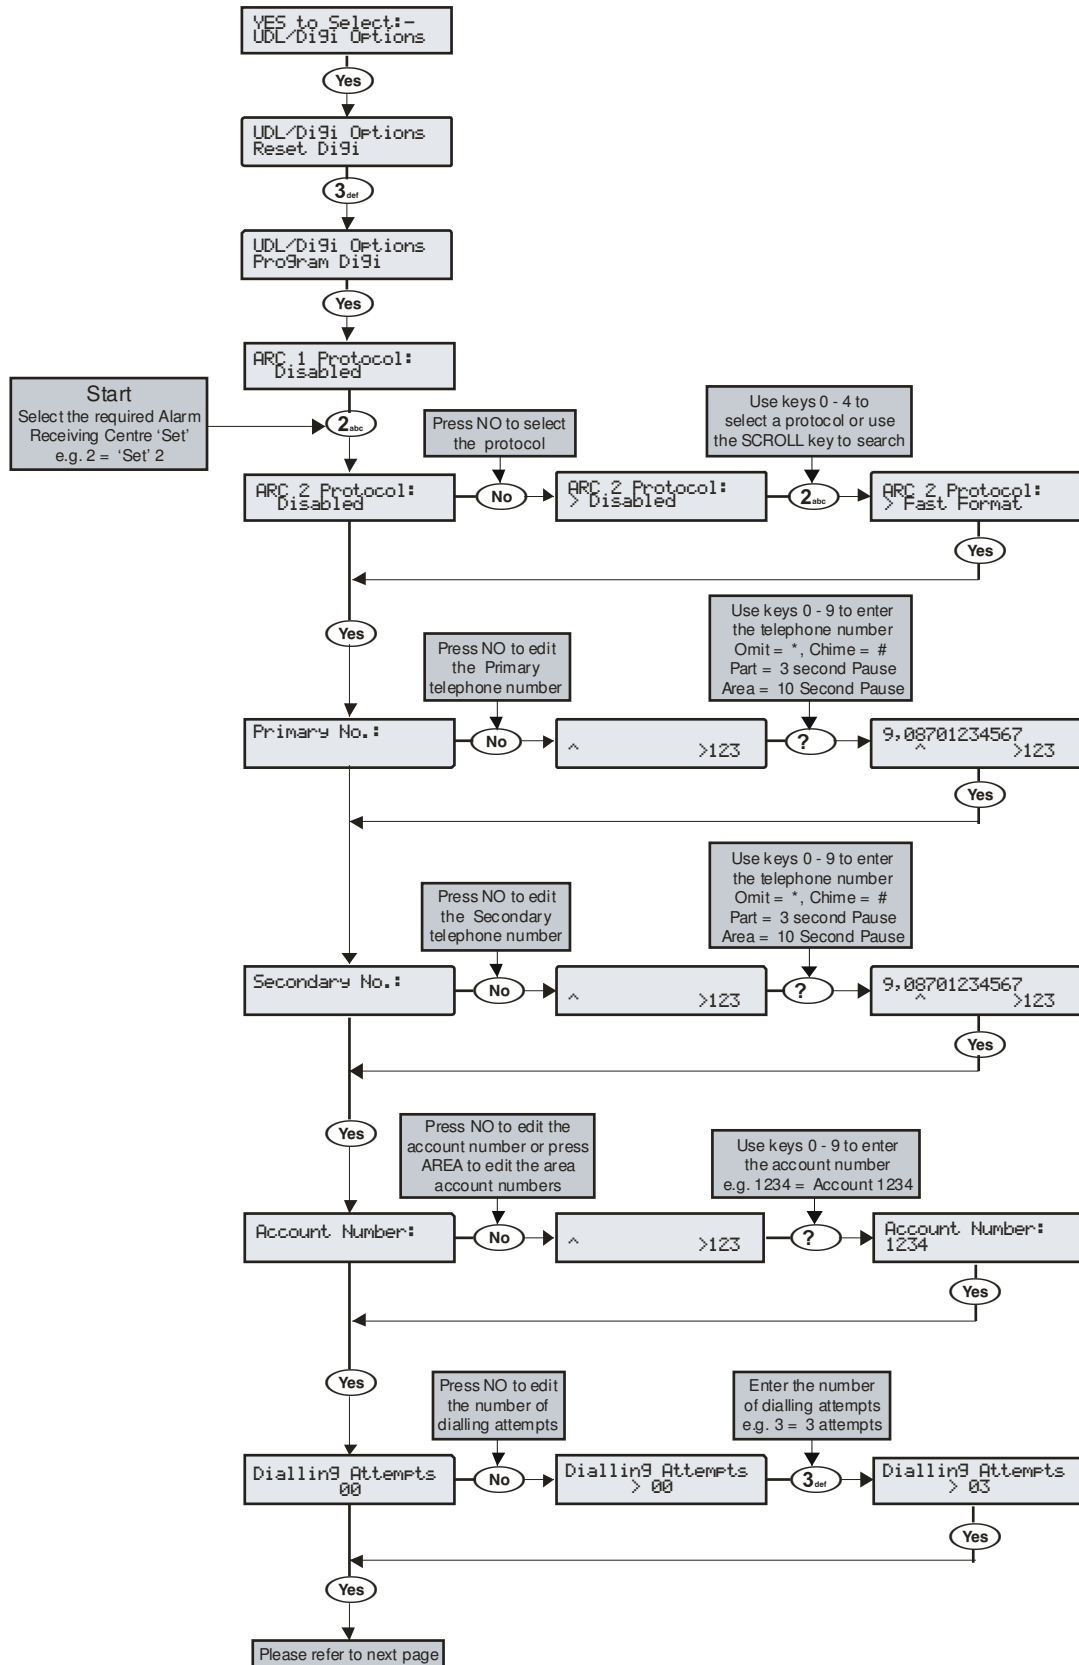 YES to Select:-
UDL/Digi Options
Yes
UDL/Digi Options
Reset Digi
3def
UDL/Digi Options
Program Digi
Yes
ARC 1 Protocol:
Disabled
Start
Select the required Alarm
Receiving Centre 'Set'
e.g. 2 = 'Set' 2
2abc
Press NO to select
the protocol
Use keys 0 - 4 to
select a protocol or use
the SCROLL key to search
ARC 2 Protocol:
Disabled
No
ARC 2 Protocol:
> Disabled
2abc
ARC 2 Protocol:
> Fast Format
Yes
Yes
Press NO to edit
the Primary
telephone number
Use keys 0 - 9 to enter
the telephone number
Omit = *, Chime = #
Part = 3 second Pause
Area = 10 Second Pause
Primary No.:
No
^ >123
?
9,08701234567
^ >123
Yes
Press NO to edit
the Secondary
telephone number
Use keys 0 - 9 to enter
the telephone number
Omit = *, Chime = #
Part = 3 second Pause
Area = 10 Second Pause
Secondary No.:
No
^ >123
?
9,08701234567
^ >123
Yes
Yes
Press NO to edit the
account number or press
AREA to edit the area
account numbers
Use keys 0 - 9 to enter
the account number
e.g. 1234 = Account 1234
Account Number:
No
^ >123
?
Account Number:
1234
Yes
Yes
Press NO to edit
the number of
dialling attempts
Enter the number
of dialling attempts
e.g. 3 = 3 attempts
Dialling Attempts
00
No
Dialling Attempts
> 00
3def
Dialling Attempts
> 03
Yes
Yes
Please refer to next page